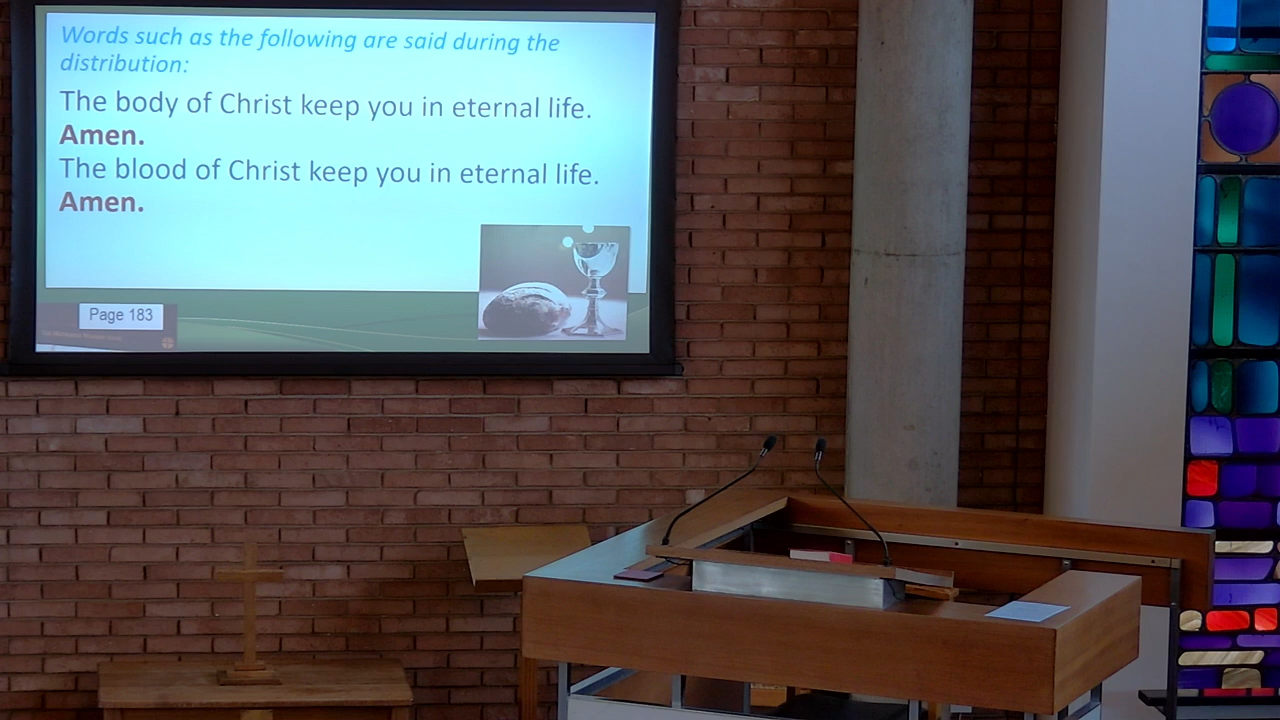 Words such as the following are said during the
distribution:
The body of Christ keep you in eternal life.
Amen.
The blood of Christ keep you in eternal life.
Amen.
Page 183